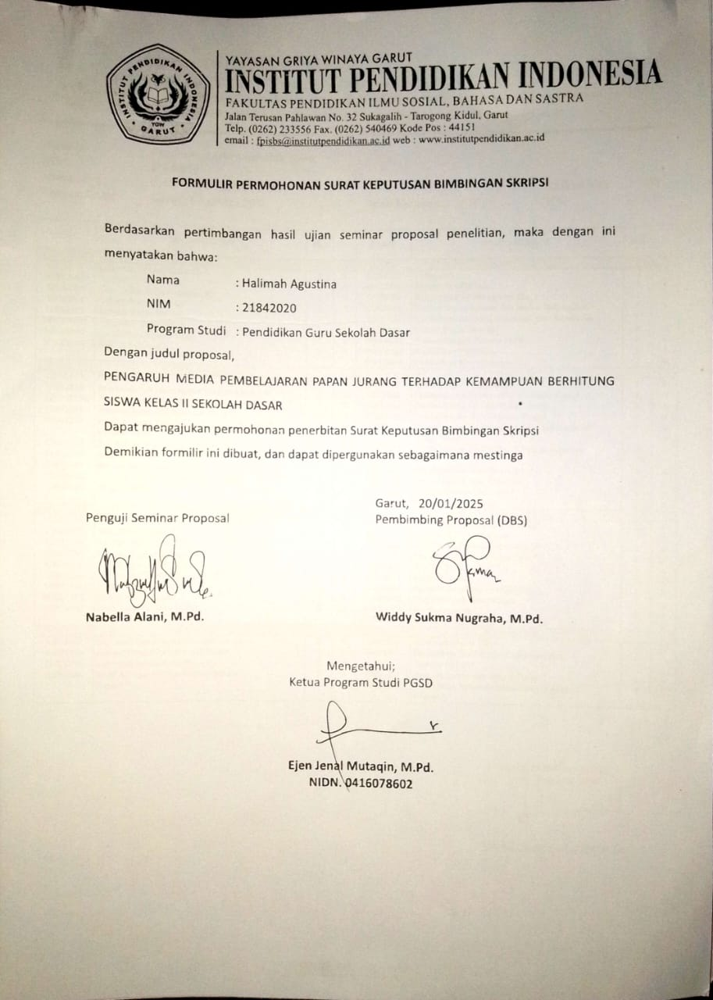 INSTITUT PENDIDIKAN INDONESIA
YGW
GARUT
YAYASAN GRIYA WINAYA GARUT
INSTITUT PENDIDIKAN INDONESIA
FAKULTAS PENDIDIKAN ILMU SOSIAL, BAHASA DAN SASTRA
Jalan Terusan Pahlawan No. 32 Sukagalih - Tarogong Kidul, Garut
Telp. (0262) 233556 Fax. (0262) 540469 Kode Pos : 44151
email : fpisbs@institutpendidikan.ac.id web : www.institutpendidikan.ac.id
FORMULIR PERMOHONAN SURAT KEPUTUSAN BIMBINGAN SKRIPSI
Berdasarkan pertimbangan hasil ujian seminar proposal penelitian, maka dengan ini
menyatakan bahwa:
Nama : Halimah Agustina
NIM : 21842020
Program Studi : Pendidikan Guru Sekolah Dasar
Dengan judul proposal,
PENGARUH MEDIA PEMBELAJARAN PAPAN JURANG TERHADAP KEMAMPUAN BERHITUNG
SISWA KELAS II SEKOLAH DASAR
Dapat mengajukan permohonan penerbitan Surat Keputusan Bimbingan Skripsi
Demikian formilir ini dibuat, dan dapat dipergunakan sebagaimana mestinga
Garut, 20/01/2025
Penguji Seminar Proposal
Pembimbing Proposal (DBS)
Nabella Alani, M.Pd.
Widdy Sukma Nugraha, M.Pd.
Mengetahui;
Ketua Program Studi PGSD
Ejen Jenal Mutaqin, M.Pd.
NIDN. 0416078602